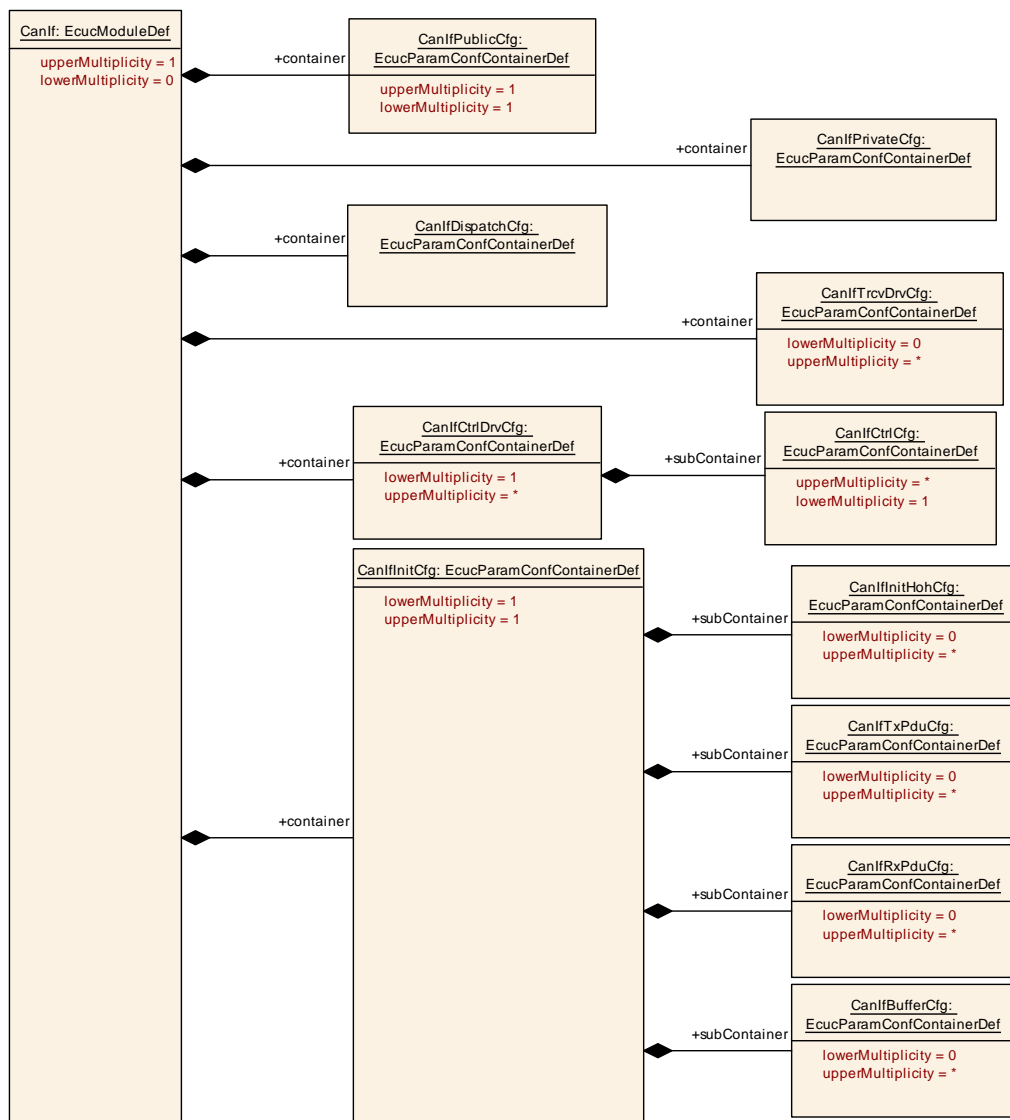 CanIf: EcucModuleDef
upperMultiplicity = 1
lowerMultiplicity = 0
+container
CanIfPublicCfg:
EcucParamConfContainerDef
upperMultiplicity = 1
lowerMultiplicity = 1
+container
CanIfPrivateCfg:
EcucParamConfContainerDef
+container
CanIfDispatchCfg:
EcucParamConfContainerDef
+container
CanIfTrcvDrvCfg:
EcucParamConfContainerDef
lowerMultiplicity = 0
upperMultiplicity = *
+container
CanIfCtrlDrvCfg:
EcucParamConfContainerDef
lowerMultiplicity = 1
upperMultiplicity = *
+subContainer
CanIfCtrlCfg:
EcucParamConfContainerDef
upperMultiplicity = *
lowerMultiplicity = 1
+container
CanIfInitCfg: EcucParamConfContainerDef
lowerMultiplicity = 1
upperMultiplicity = 1
+subContainer
CanIfInitHohCfg:
EcucParamConfContainerDef
lowerMultiplicity = 0
upperMultiplicity = *
+subContainer
CanIfTxPduCfg:
EcucParamConfContainerDef
lowerMultiplicity = 0
upperMultiplicity = *
+subContainer
CanIfRxPduCfg:
EcucParamConfContainerDef
lowerMultiplicity = 0
upperMultiplicity = *
+subContainer
CanIfBufferCfg:
EcucParamConfContainerDef
lowerMultiplicity = 0
upperMultiplicity = *